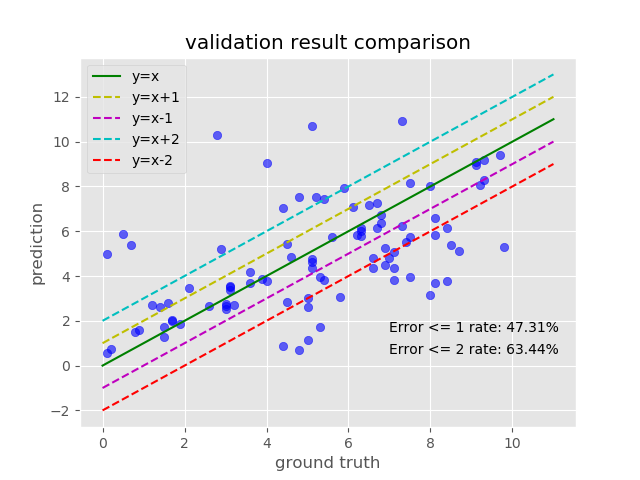 validation result comparison
y=x
y=x+1
y=x-1
y=x+2
y=x-2
12
10
8
6
4
2
0
−2
prediction
Error <= 1 rate: 47.31%
Error <= 2 rate: 63.44%
0 2 4 6 8 10
ground truth